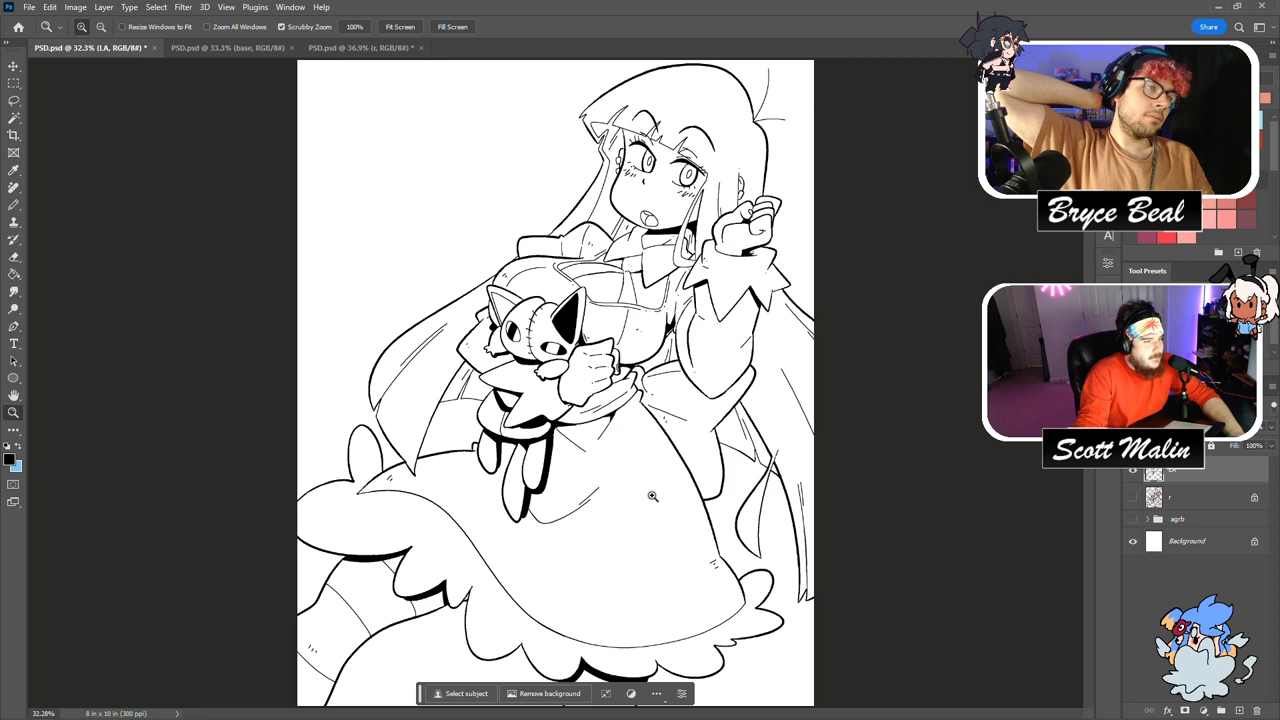 File Edit Image Layer Type Select Filter 3D View Plugins Window Help
Resize Windows to Fit Zoom All Windows Scrubby Zoom 100% Fit Screen Fill Screen Share
PSD.psd @ 32.3% (LA, RGB/8#) * PSD.psd @ 33.3% (base, RGB/8#) PSD.psd @ 36.9% (r, RGB/8#) *
Bryce Beal
Tool Presets
Scott Malin
Fill: 100%
r
agrb
Background
Select subject Remove background
32.28% 8 in x 10 in (300 ppi)